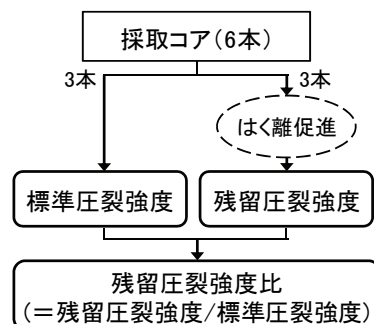 採取コア(6本)
3本
3本
はく離促進
標準圧裂強度
残留圧裂強度
残留圧裂強度比
(=残留圧裂強度/標準圧裂強度)